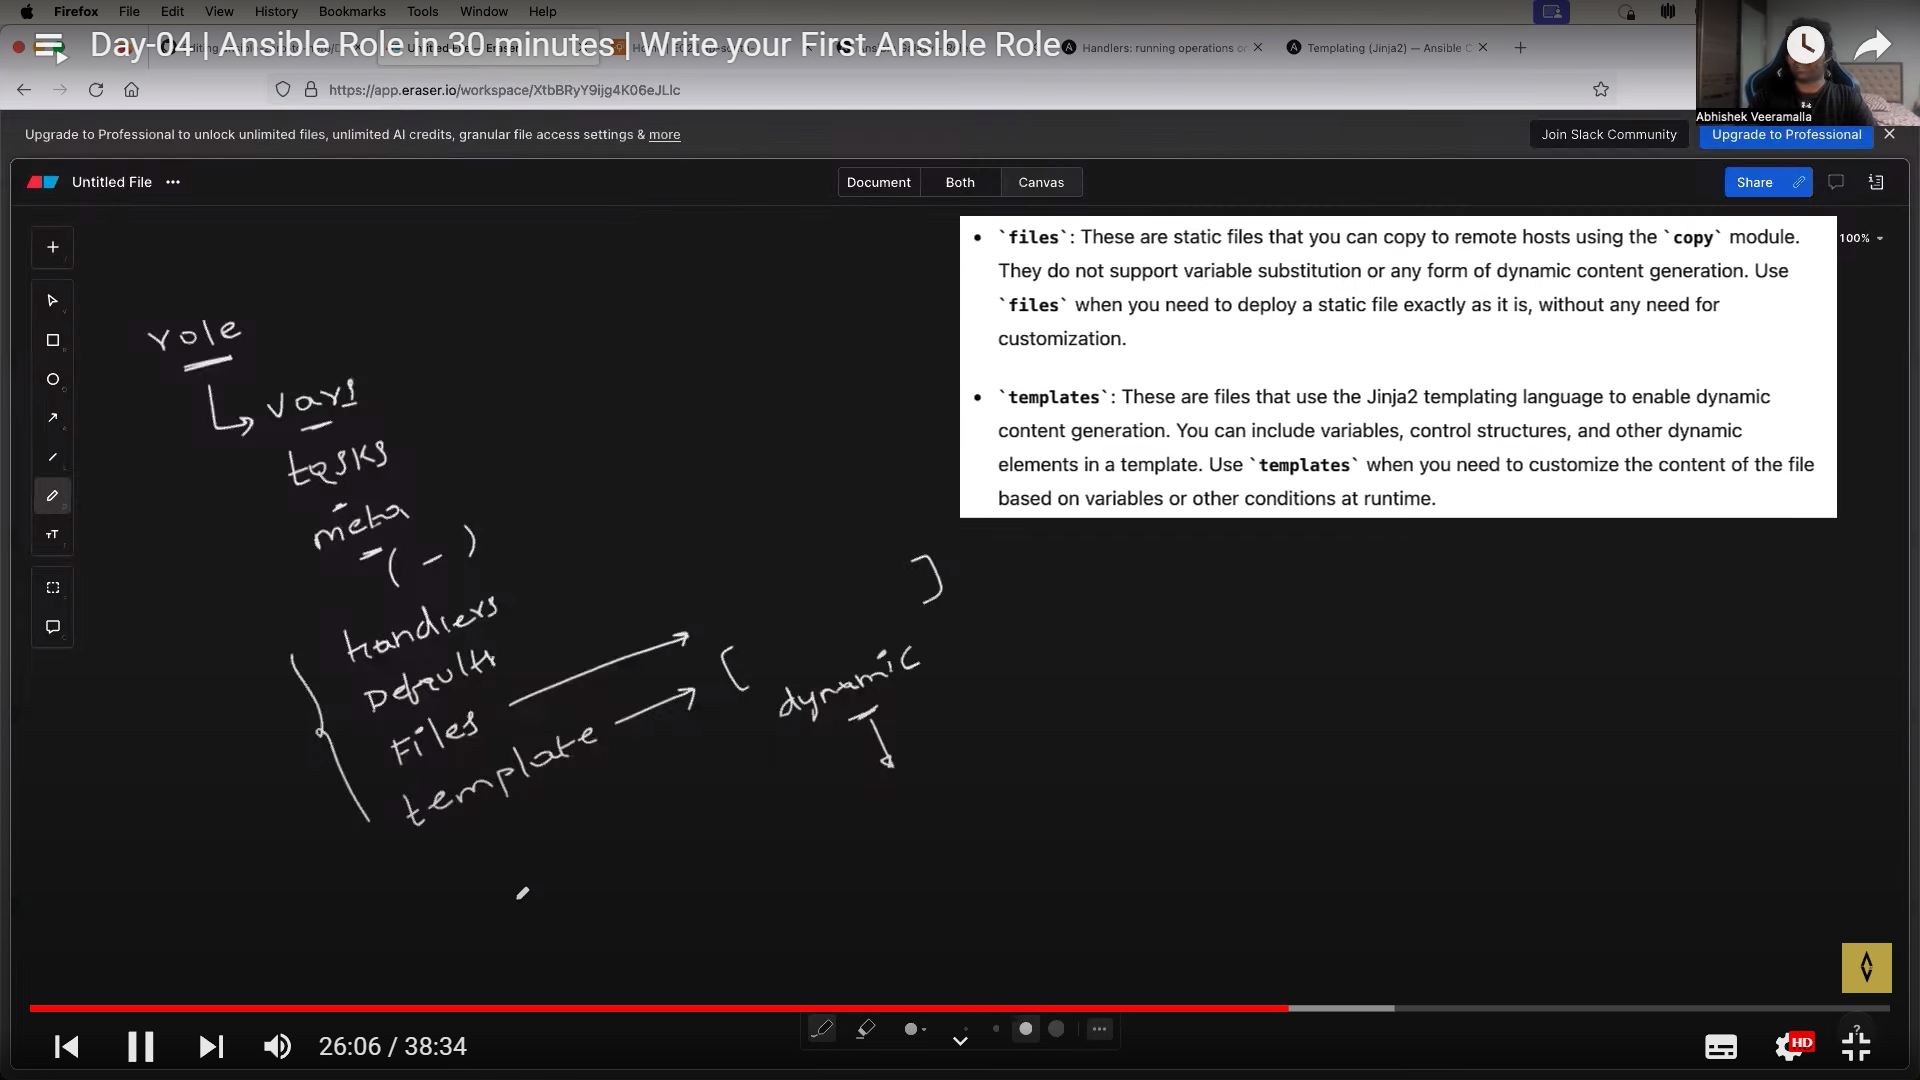 Firefox File Edit View History Bookmarks Tools Window Help
Day-04 | Ansible Role in 30 minutes | Write your First Ansible Role
Handlers: running operations o
Templating (Jinja2) — Ansible
https://app.eraser.io/workspace/XtbBRyY9ijg4K06eJLIc
Abhishek Veeramalla
Upgrade to Professional to unlock unlimited files, unlimited AI credits, granular file access settings & more
Join Slack Community
Upgrade to Professional
Untitled File
Document Both Canvas
Share
100%
• `files`: These are static files that you can copy to remote hosts using the `copy` module.
They do not support variable substitution or any form of dynamic content generation. Use
`files` when you need to deploy a static file exactly as it is, without any need for
customization.
• `templates`: These are files that use the Jinja2 templating language to enable dynamic
content generation. You can include variables, control structures, and other dynamic
elements in a template. Use `templates` when you need to customize the content of the file
based on variables or other conditions at runtime.
role
vars
tasks
meta
( - )
handlers
Defaults
Files
template
dynamic
26:06 / 38:34
HD